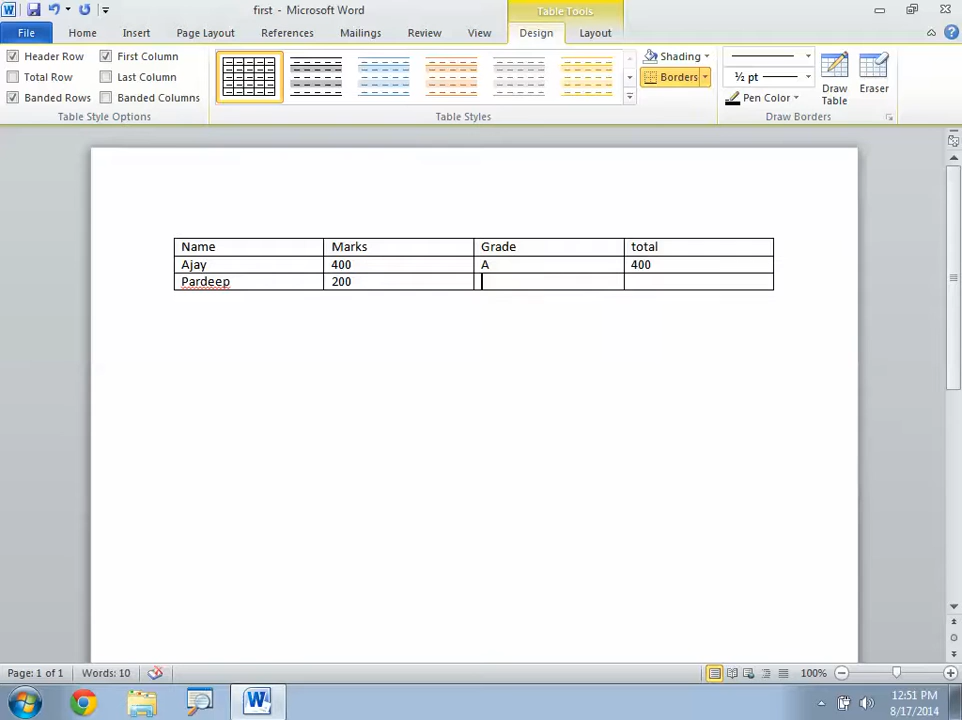 first - Microsoft Word
Table Tools
File Home Insert Page Layout References Mailings Review View Design Layout
Header Row First Column
Total Row Last Column
Banded Rows Banded Columns
Table Style Options
Table Styles
Shading
Borders
½ pt
Pen Color
Draw Table
Eraser
Draw Borders
Name Marks Grade total
Ajay 400 A 400
Pardeep 200
Page: 1 of 1 Words: 10 100%
12:51 PM
8/17/2014